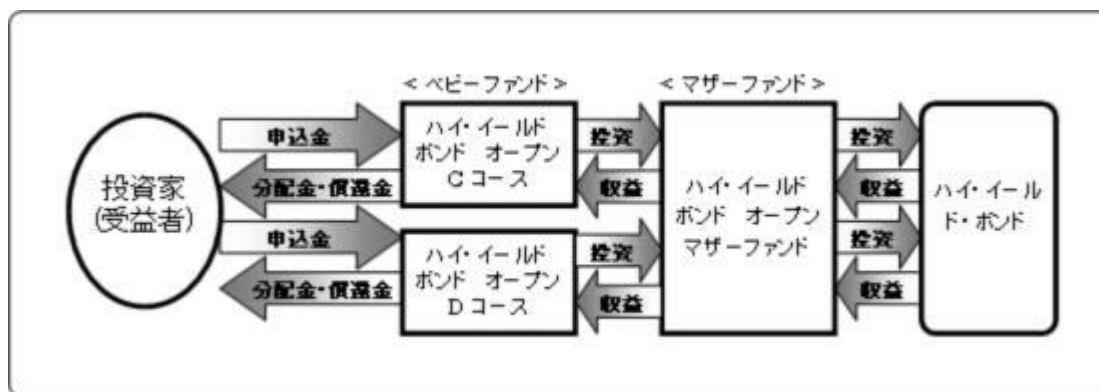 ＜ベビーファンド＞
＜マザーファンド＞
投資家
(受益者)
申込金
分配金・償還金
申込金
分配金・償還金
ハイ・イールド
ボンド オープン
Cコース
ハイ・イールド
ボンド オープン
Dコース
投資
収益
投資
収益
ハイ・イールド
ボンド オープン
マザーファンド
投資
収益
投資
収益
ハイ・イール
ド・ボンド